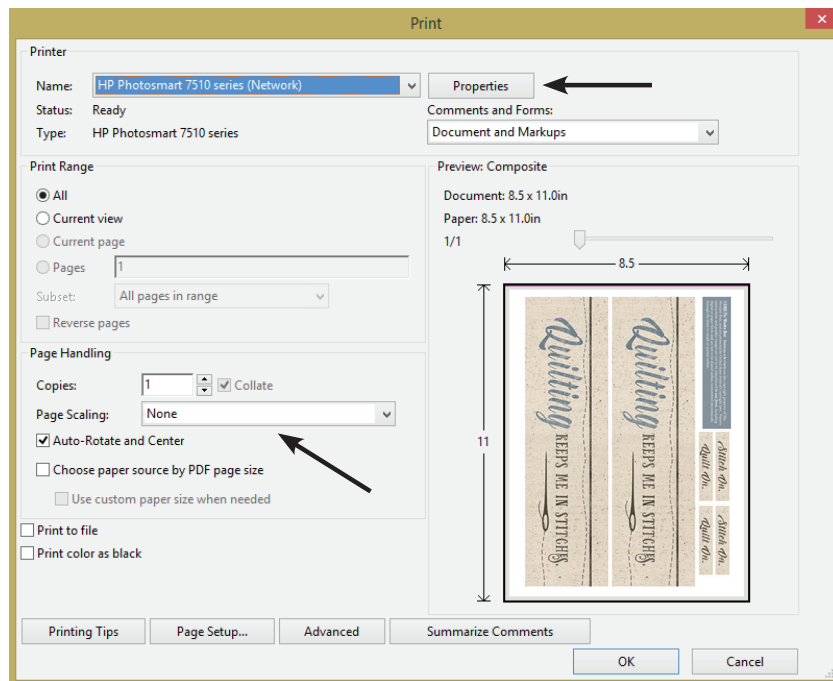 Print
Printer
Name: HP Photosmart 7510 series (Network) Properties
Status: Ready Comments and Forms:
Type: HP Photosmart 7510 series Document and Markups
Print Range
All
Current view
Current page
Pages 1
Subset: All pages in range
Reverse pages
Page Handling
Copies: 1 Collate
Page Scaling: None
Auto-Rotate and Center
Choose paper source by PDF page size
Use custom paper size when needed
Print to file
Print color as black
Preview: Composite
Document: 8.5 x 11.0in
Paper: 8.5 x 11.0in
1/1
8.5
11
Quilting
KEEPS ME IN STITCHES.
Quilting
KEEPS ME IN STITCHES.
Stitch On.
Quilt On.
Stitch On.
Quilt On.
Printing Tips Page Setup... Advanced Summarize Comments
OK Cancel